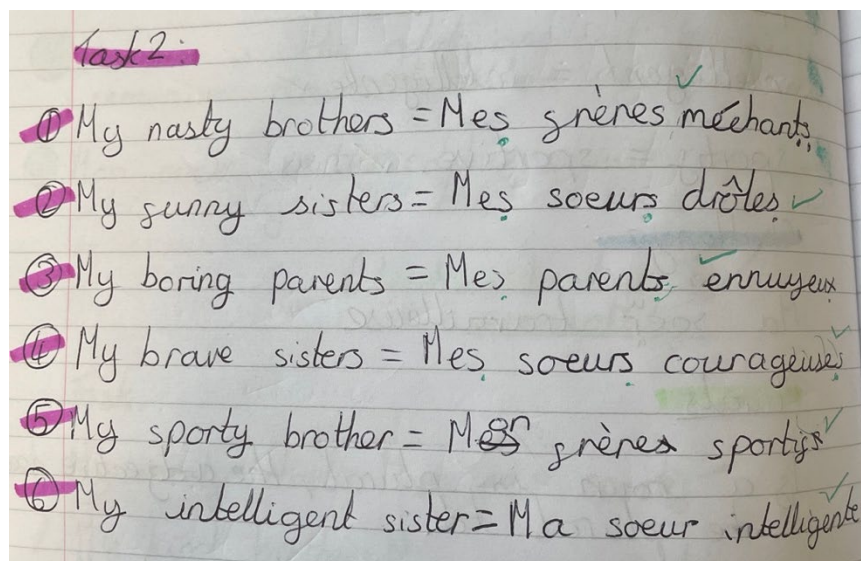 Task 2:
① My nasty brothers = Mes frères méchants
② My funny sisters = Mes soeurs drôles
③ My boring parents = Mes parents ennuyeux
④ My brave sisters = Mes soeurs courageuses
⑤ My sporty brother = Mon frère sportif
⑥ My intelligent sister = Ma soeur intelligente